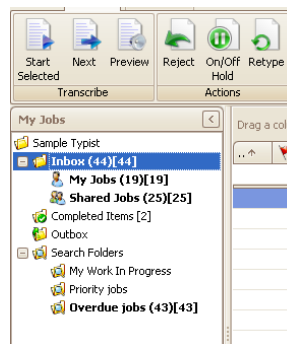 Start Selected
Next
Preview
Reject
On/Off Hold
Retype
Transcribe
Actions
My Jobs
Drag a col
Sample Typist
Inbox (44)[44]
My Jobs (19)[19]
Shared Jobs (25)[25]
Completed Items [2]
Outbox
Search Folders
My Work In Progress
Priority jobs
Overdue jobs (43)[43]